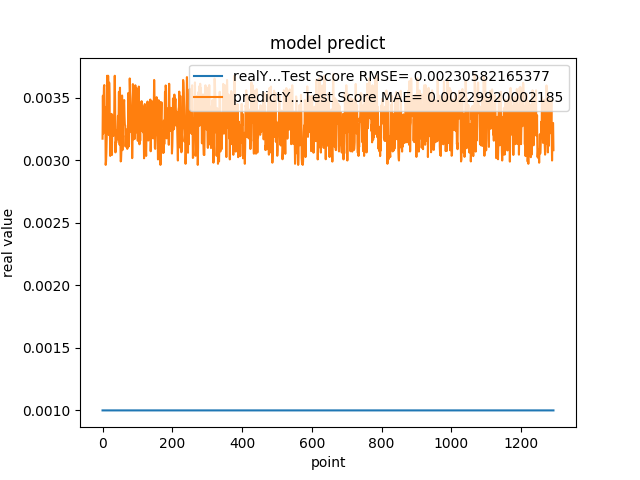 model predict
realY...Test Score RMSE= 0.00230582165377
predictY...Test Score MAE= 0.00229920002185
0.0035
0.0030
0.0025
0.0020
0.0015
0.0010
real value
0 200 400 600 800 1000 1200
point